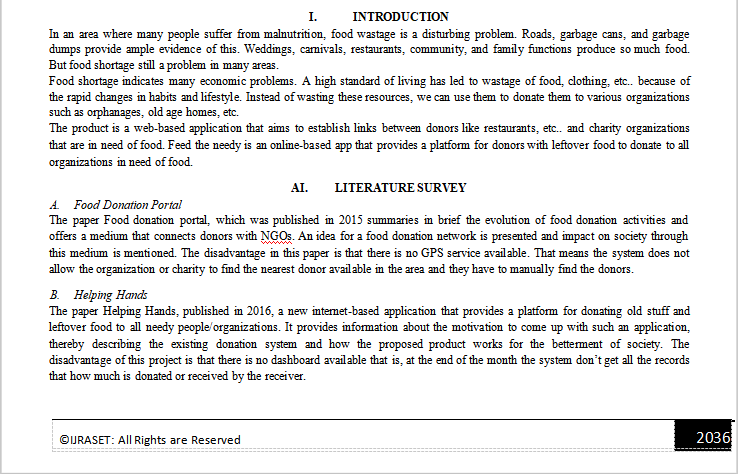 I. INTRODUCTION
In an area where many people suffer from malnutrition, food wastage is a disturbing problem. Roads, garbage cans, and garbage
dumps provide ample evidence of this. Weddings, carnivals, restaurants, community, and family functions produce so much food.
But food shortage still a problem in many areas.
Food shortage indicates many economic problems. A high standard of living has led to wastage of food, clothing, etc.. because of
the rapid changes in habits and lifestyle. Instead of wasting these resources, we can use them to donate them to various organizations
such as orphanages, old age homes, etc.
The product is a web-based application that aims to establish links between donors like restaurants, etc.. and charity organizations
that are in need of food. Feed the needy is an online-based app that provides a platform for donors with leftover food to donate to all
organizations in need of food.
AI. LITERATURE SURVEY
A. Food Donation Portal
The paper Food donation portal, which was published in 2015 summaries in brief the evolution of food donation activities and
offers a medium that connects donors with NGOs. An idea for a food donation network is presented and impact on society through
this medium is mentioned. The disadvantage in this paper is that there is no GPS service available. That means the system does not
allow the organization or charity to find the nearest donor available in the area and they have to manually find the donors.
B. Helping Hands
The paper Helping Hands, published in 2016, a new internet-based application that provides a platform for donating old stuff and
leftover food to all needy people/organizations. It provides information about the motivation to come up with such an application,
thereby describing the existing donation system and how the proposed product works for the betterment of society. The
disadvantage of this project is that there is no dashboard available that is, at the end of the month the system don't get all the records
that how much is donated or received by the receiver.
©IJRASET: All Rights are Reserved 2036